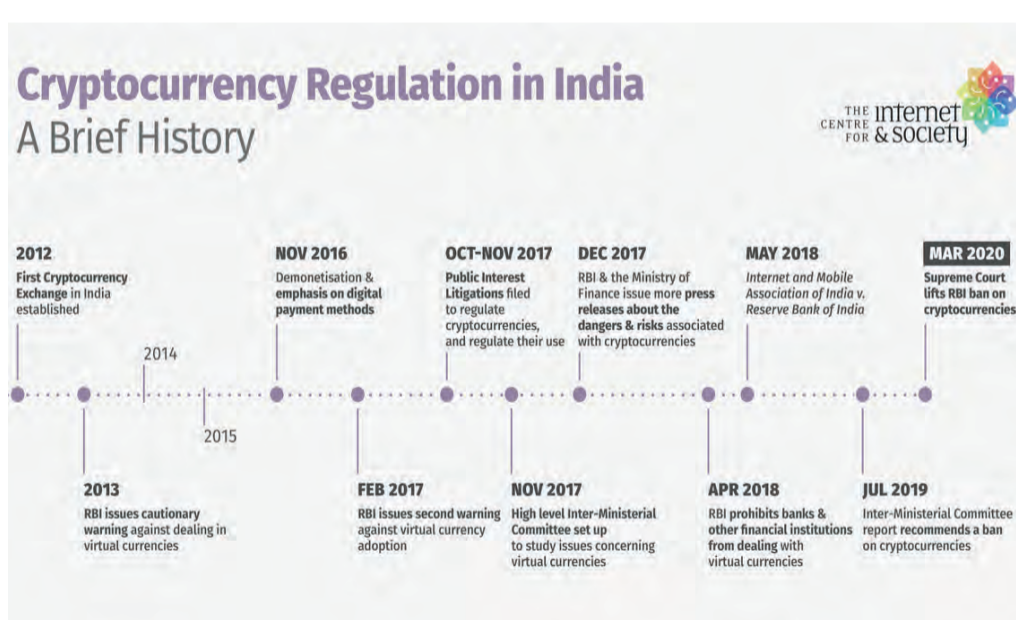 Cryptocurrency Regulation in India
A Brief History
THE CENTRE FOR internet & society
2012
First Cryptocurrency
Exchange in India
established
NOV 2016
Demonetisation &
emphasis on digital
payment methods
OCT-NOV 2017
Public Interest
Litigations filed
to regulate
cryptocurrencies,
and regulate their use
DEC 2017
RBI & the Ministry of
Finance issue more press
releases about the
dangers & risks associated
with cryptocurrencies
MAY 2018
Internet and Mobile
Association of India v.
Reserve Bank of India
MAR 2020
Supreme Court
lifts RBI ban on
cryptocurrencies
2014
2015
2013
RBI issues cautionary
warning against dealing in
virtual currencies
FEB 2017
RBI issues second warning
against virtual currency
adoption
NOV 2017
High level Inter-Ministerial
Committee set up
to study issues concerning
virtual currencies
APR 2018
RBI prohibits banks &
other financial institutions
from dealing with
virtual currencies
JUL 2019
Inter-Ministerial Committee
report recommends a ban
on cryptocurrencies